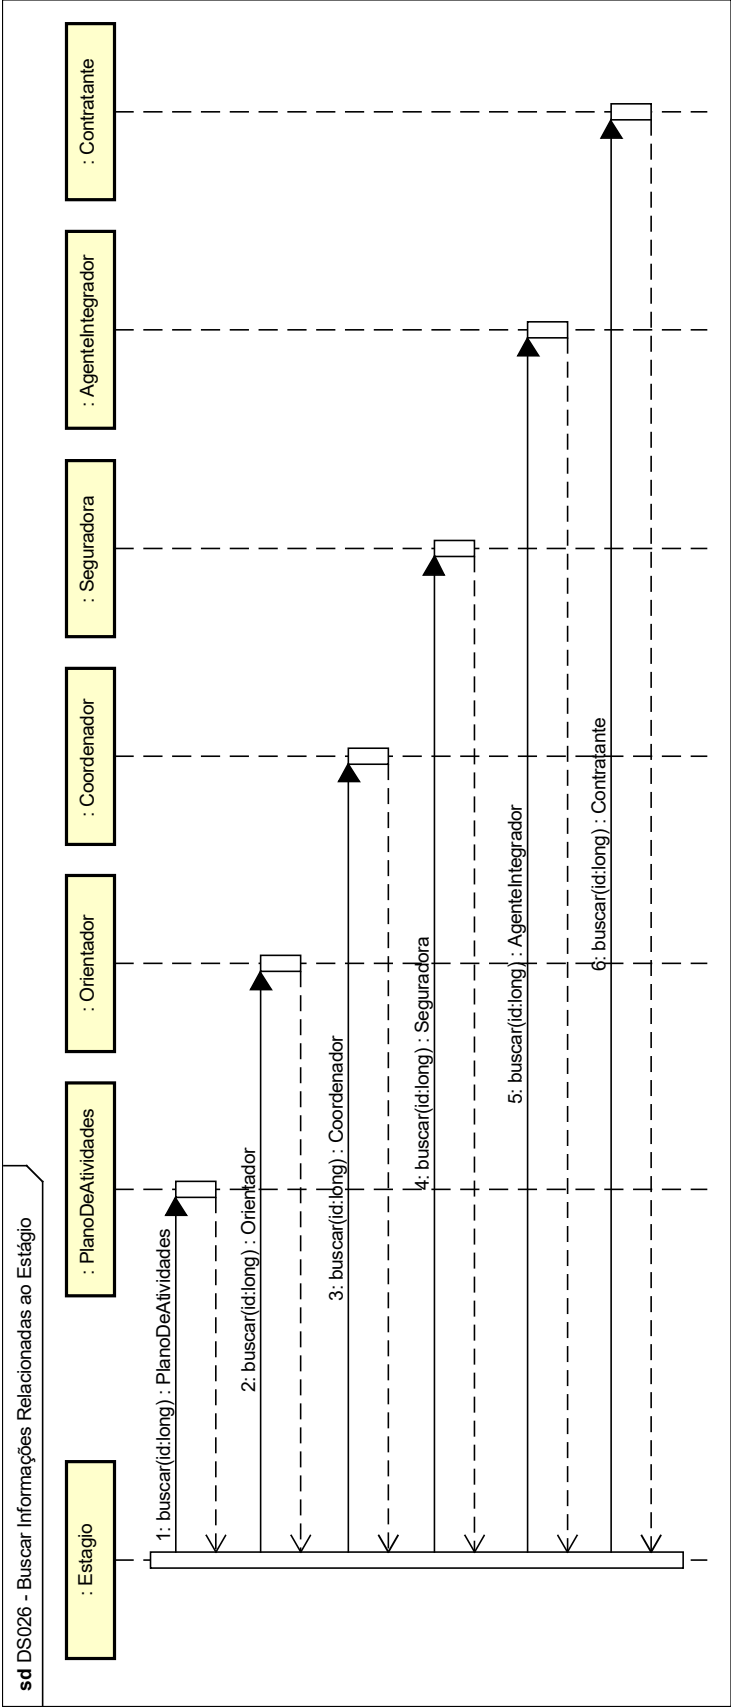 sd DS026 - Buscar Informações Relacionadas ao Estágio
: Estagio
: PlanoDeAtividades
: Orientador
: Coordenador
: Seguradora
: AgenteIntegrador
: Contratante
1: buscar(id:long) : PlanoDeAtividades
2: buscar(id:long) : Orientador
3: buscar(id:long) : Coordenador
4: buscar(id:long) : Seguradora
5: buscar(id:long) : AgenteIntegrador
6: buscar(id:long) : Contratante